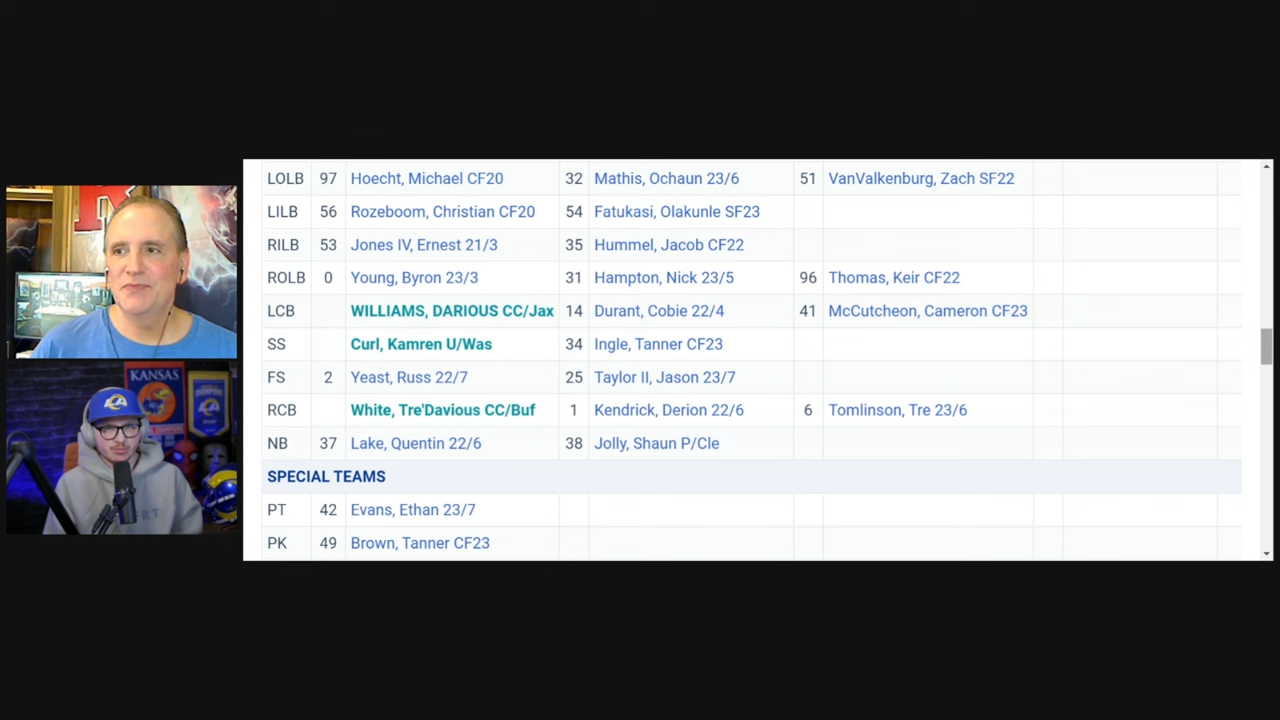 LOLB 97 Hoecht, Michael CF20 32 Mathis, Ochaun 23/6 51 VanValkenburg, Zach SF22
LILB 56 Rozeboom, Christian CF20 54 Fatukasi, Olakunle SF23
RILB 53 Jones IV, Ernest 21/3 35 Hummel, Jacob CF22
ROLB 0 Young, Byron 23/3 31 Hampton, Nick 23/5 96 Thomas, Keir CF22
LCB WILLIAMS, DARIOUS CC/Jax 14 Durant, Cobie 22/4 41 McCutcheon, Cameron CF23
SS Curl, Kamren U/Was 34 Ingle, Tanner CF23
FS 2 Yeast, Russ 22/7 25 Taylor II, Jason 23/7
RCB White, Tre'Davious CC/Buf 1 Kendrick, Derion 22/6 6 Tomlinson, Tre 23/6
NB 37 Lake, Quentin 22/6 38 Jolly, Shaun P/Cle
SPECIAL TEAMS
PT 42 Evans, Ethan 23/7
PK 49 Brown, Tanner CF23
KANSAS